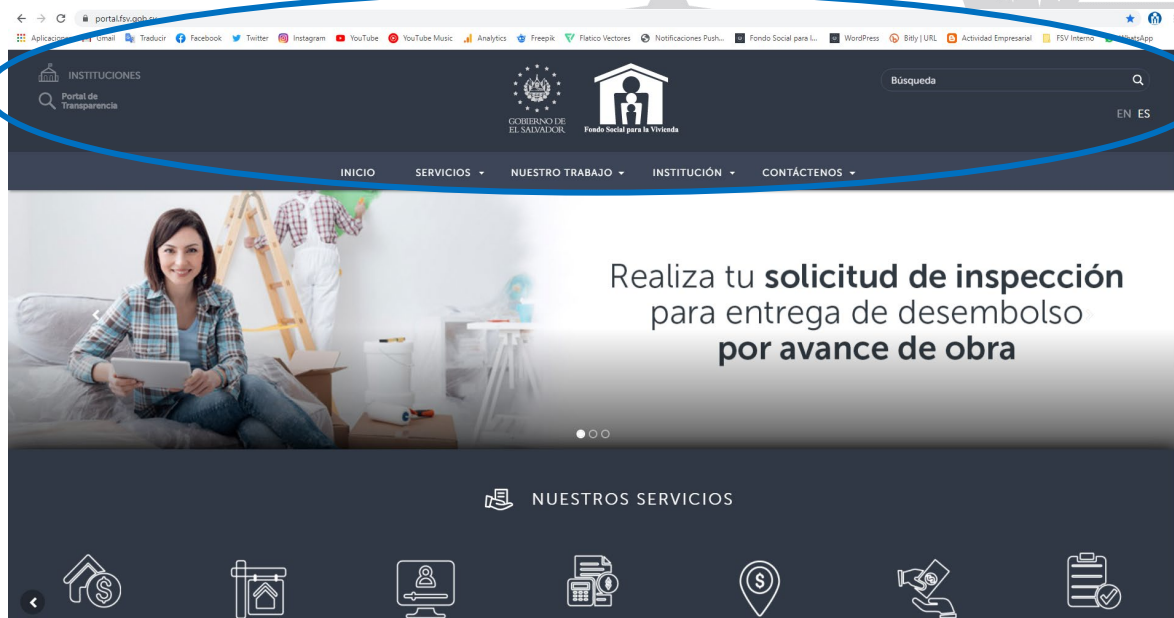 portal.fsv.gob.sv
Gmail Traducir Facebook Twitter Instagram YouTube YouTube Music Analytics Freepik Flatico Vectores Notificaciones Push... Fondo Social para l... WordPress Bitly | URL Actividad Empresarial FSV Interno WhatsApp
INSTITUCIONES
Portal de
Transparencia
GOBIERNO DE
EL SALVADOR
Fondo Social para la Vivienda
Búsqueda
EN ES
INICIO SERVICIOS NUESTRO TRABAJO INSTITUCIÓN CONTÁCTENOS
Realiza tu solicitud de inspección
para entrega de desembolso
por avance de obra
NUESTROS SERVICIOS